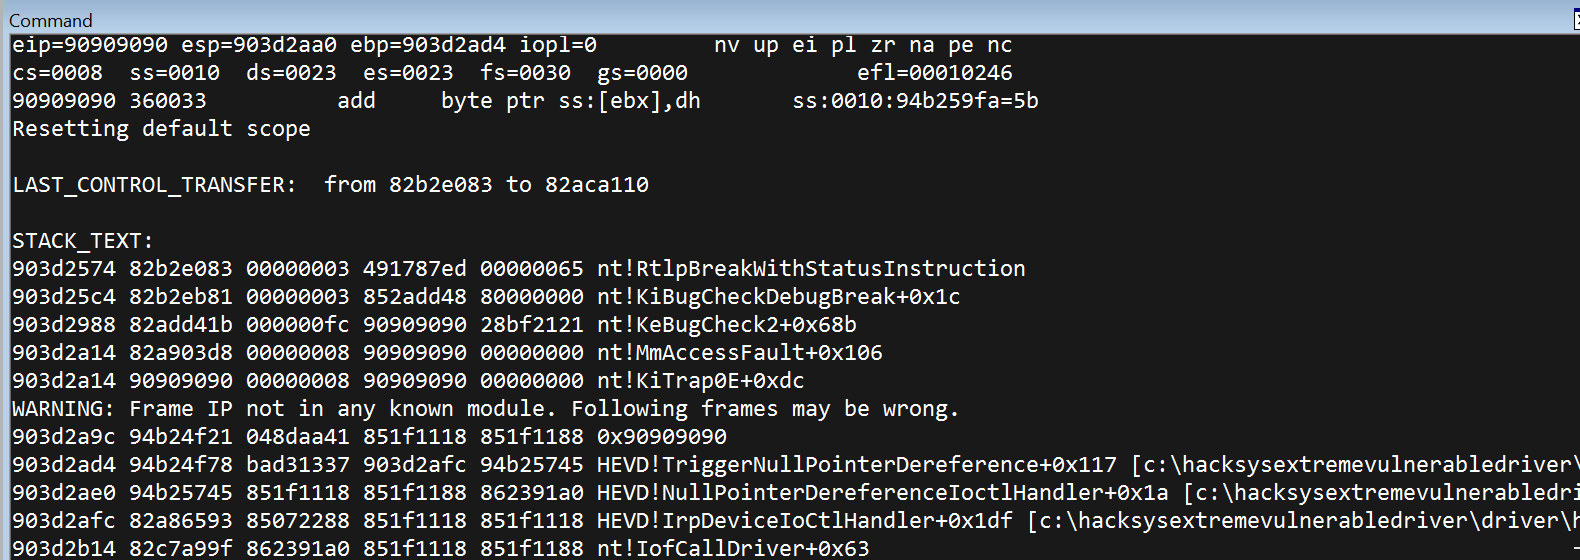 Command
eip=90909090 esp=903d2aa0 ebp=903d2ad4 iopl=0         nv up ei pl zr na pe nc
cs=0008  ss=0010  ds=0023  es=0023  fs=0030  gs=0000             efl=00010246
90909090 360033          add     byte ptr ss:[ebx],dh       ss:0010:94b259fa=5b
Resetting default scope
LAST_CONTROL_TRANSFER:  from 82b2e083 to 82aca110
STACK_TEXT:
903d2574 82b2e083 00000003 491787ed 00000065 nt!RtlpBreakWithStatusInstruction
903d25c4 82b2eb81 00000003 852add48 80000000 nt!KiBugCheckDebugBreak+0x1c
903d2988 82add41b 000000fc 90909090 28bf2121 nt!KeBugCheck2+0x68b
903d2a14 82a903d8 00000008 90909090 00000000 nt!MmAccessFault+0x106
903d2a14 90909090 00000008 90909090 00000000 nt!KiTrap0E+0xdc
WARNING: Frame IP not in any known module. Following frames may be wrong.
903d2a9c 94b24f21 048daa41 851f1118 851f1188 0x90909090
903d2ad4 94b24f78 bad31337 903d2afc 94b25745 HEVD!TriggerNullPointerDereference+0x117 [c:\hacksysextremevulnerabledriver\
903d2ae0 94b25745 851f1118 851f1188 862391a0 HEVD!NullPointerDereferenceIoctlHandler+0x1a [c:\hacksysextremevulnerabledri
903d2afc 82a86593 85072288 851f1118 851f1188 HEVD!IrpDeviceIoCtlHandler+0x1df [c:\hacksysextremevulnerabledriver\driver\h
903d2b14 82c7a99f 862391a0 851f1118 851f1188 nt!IofCallDriver+0x63